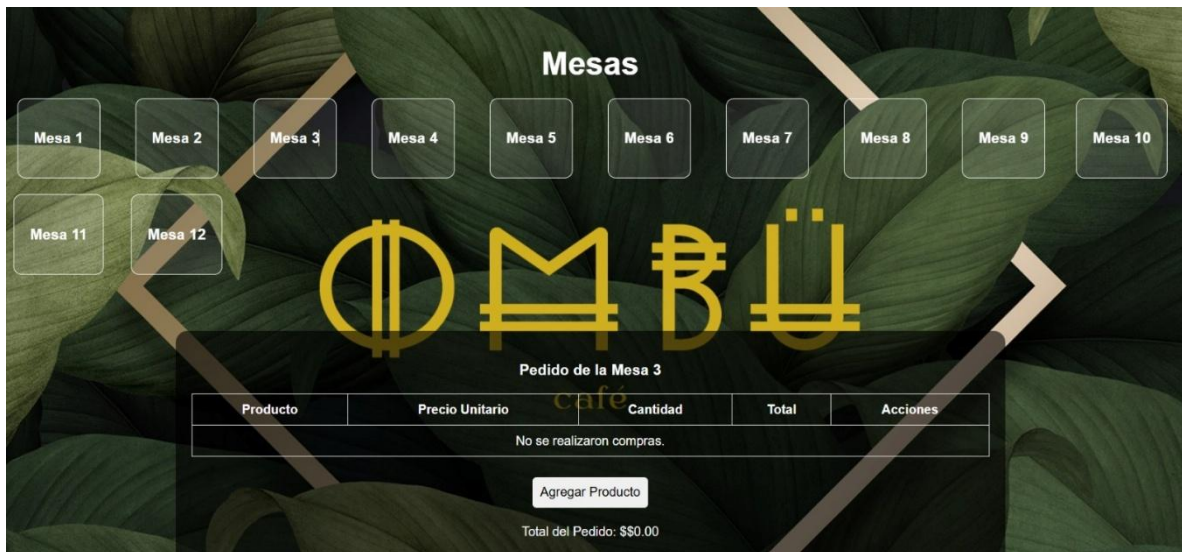 Mesas
Mesa 1 Mesa 2 Mesa 3 Mesa 4 Mesa 5 Mesa 6 Mesa 7 Mesa 8 Mesa 9 Mesa 10
Mesa 11 Mesa 12
OMBÜ
café
Pedido de la Mesa 3
Producto Precio Unitario Cantidad Total Acciones
No se realizaron compras.
Agregar Producto
Total del Pedido: $$0.00